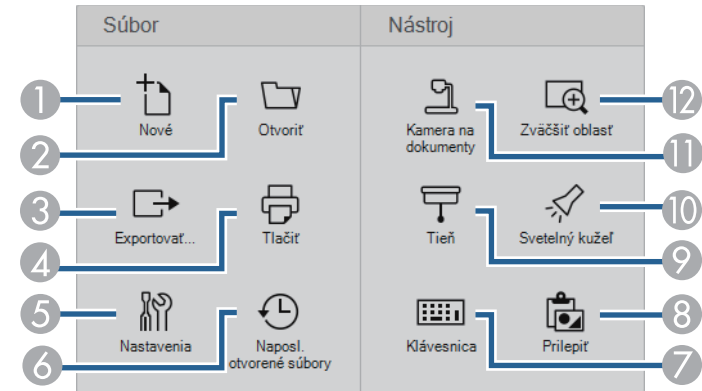 Súbor
Nástroj
1
Nové
Otvoriť
2
Kamera na
dokumenty
11
Zväčšiť oblasť
12
3
Exportovať...
Tlačiť
4
Tieň
9
Svetelný kužeľ
10
5
Nastavenia
Naposl.
otvorené súbory
6
Klávesnica
7
Prilepiť
8